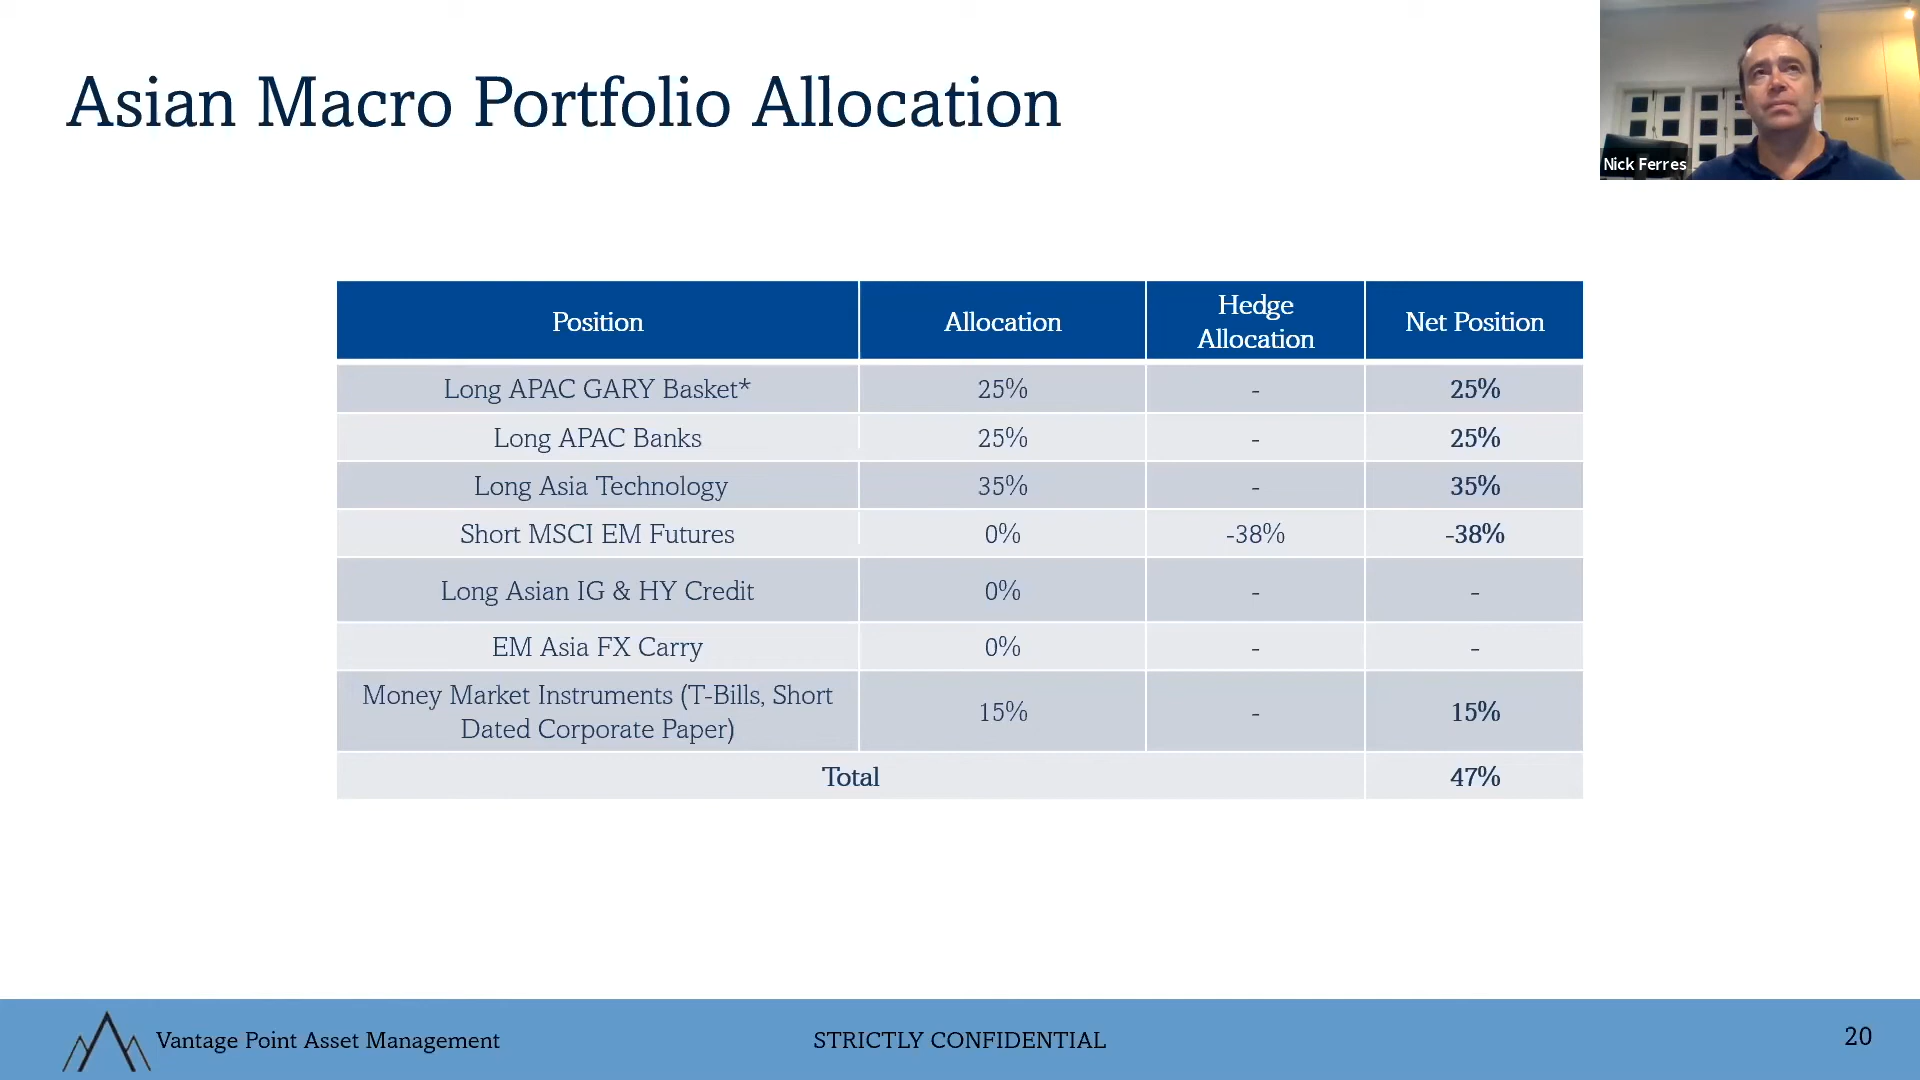 Asian Macro Portfolio Allocation
Nick Ferres
Position Allocation Hedge Allocation Net Position
Long APAC GARY Basket* 25% - 25%
Long APAC Banks 25% - 25%
Long Asia Technology 35% - 35%
Short MSCI EM Futures 0% -38% -38%
Long Asian IG & HY Credit 0% - -
EM Asia FX Carry 0% - -
Money Market Instruments (T-Bills, Short Dated Corporate Paper) 15% - 15%
Total 47%
Vantage Point Asset Management STRICTLY CONFIDENTIAL 20